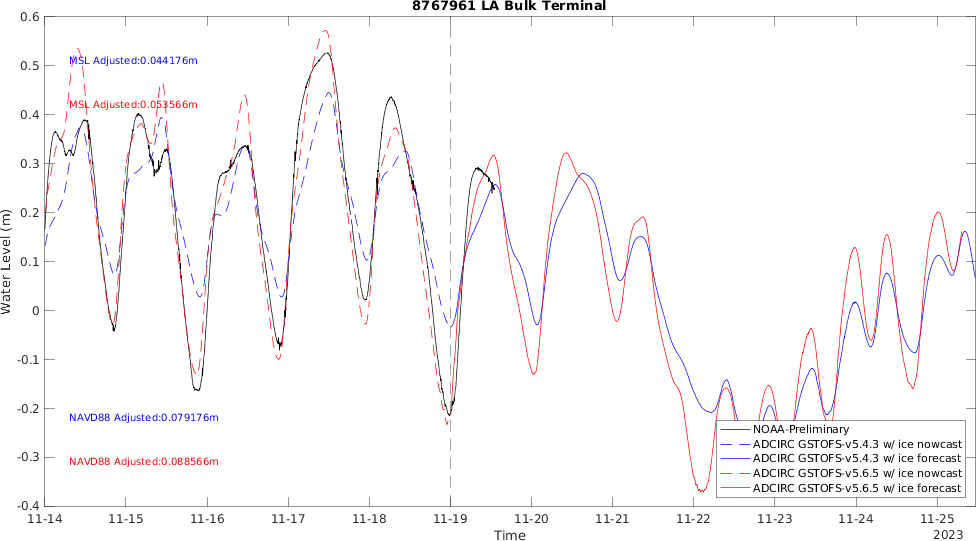 8767961 LA Bulk Terminal
0.6
0.5
0.4
0.3
0.2
0.1
0
-0.1
-0.2
-0.3
-0.4
Water Level (m)
MSL Adjusted:0.044176m
MSL Adjusted:0.053566m
NAVD88 Adjusted:0.079176m
NAVD88 Adjusted:0.088566m
NOAA-Preliminary
ADCIRC GSTOFS-v5.4.3 w/ ice nowcast
ADCIRC GSTOFS-v5.4.3 w/ ice forecast
ADCIRC GSTOFS-v5.6.5 w/ ice nowcast
ADCIRC GSTOFS-v5.6.5 w/ ice forecast
11-14 11-15 11-16 11-17 11-18 11-19 11-20 11-21 11-22 11-23 11-24 11-25
Time
2023